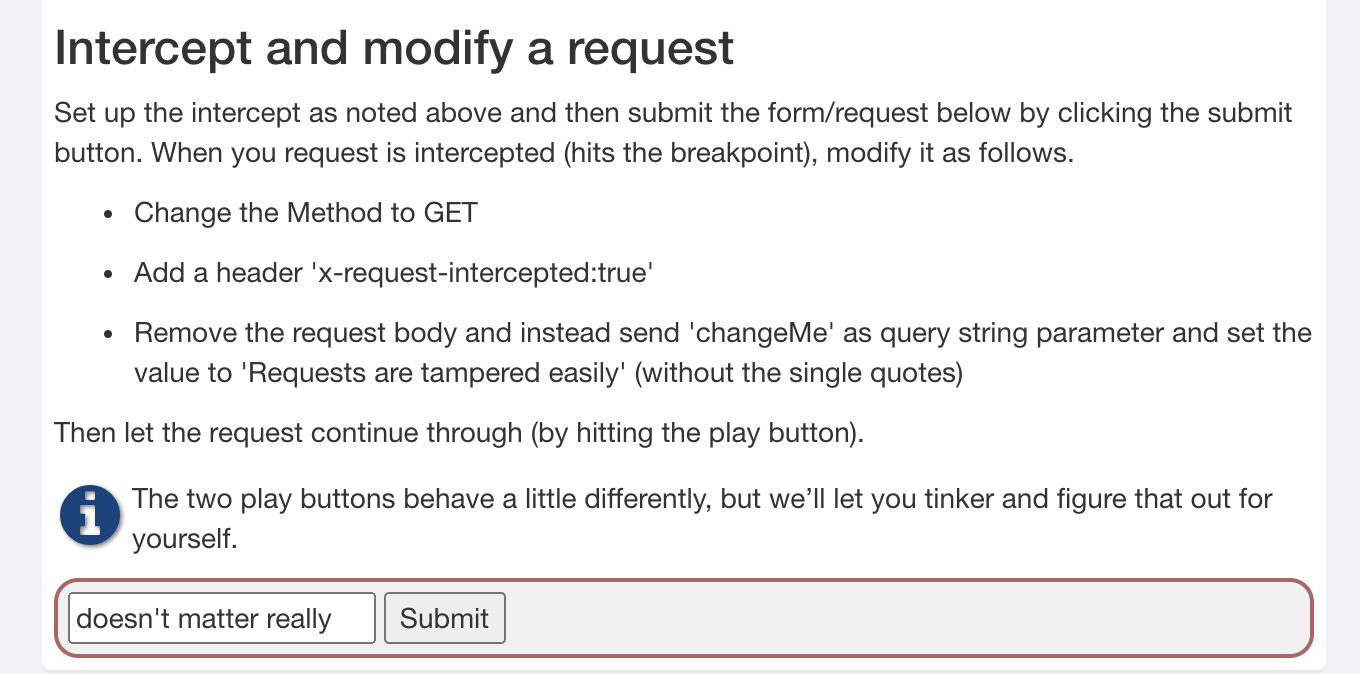 Intercept and modify a request
Set up the intercept as noted above and then submit the form/request below by clicking the submit
button. When you request is intercepted (hits the breakpoint), modify it as follows.
• Change the Method to GET
• Add a header 'x-request-intercepted:true'
• Remove the request body and instead send 'changeMe' as query string parameter and set the
value to 'Requests are tampered easily' (without the single quotes)
Then let the request continue through (by hitting the play button).
The two play buttons behave a little differently, but we’ll let you tinker and figure that out for
yourself.
doesn't matter really Submit